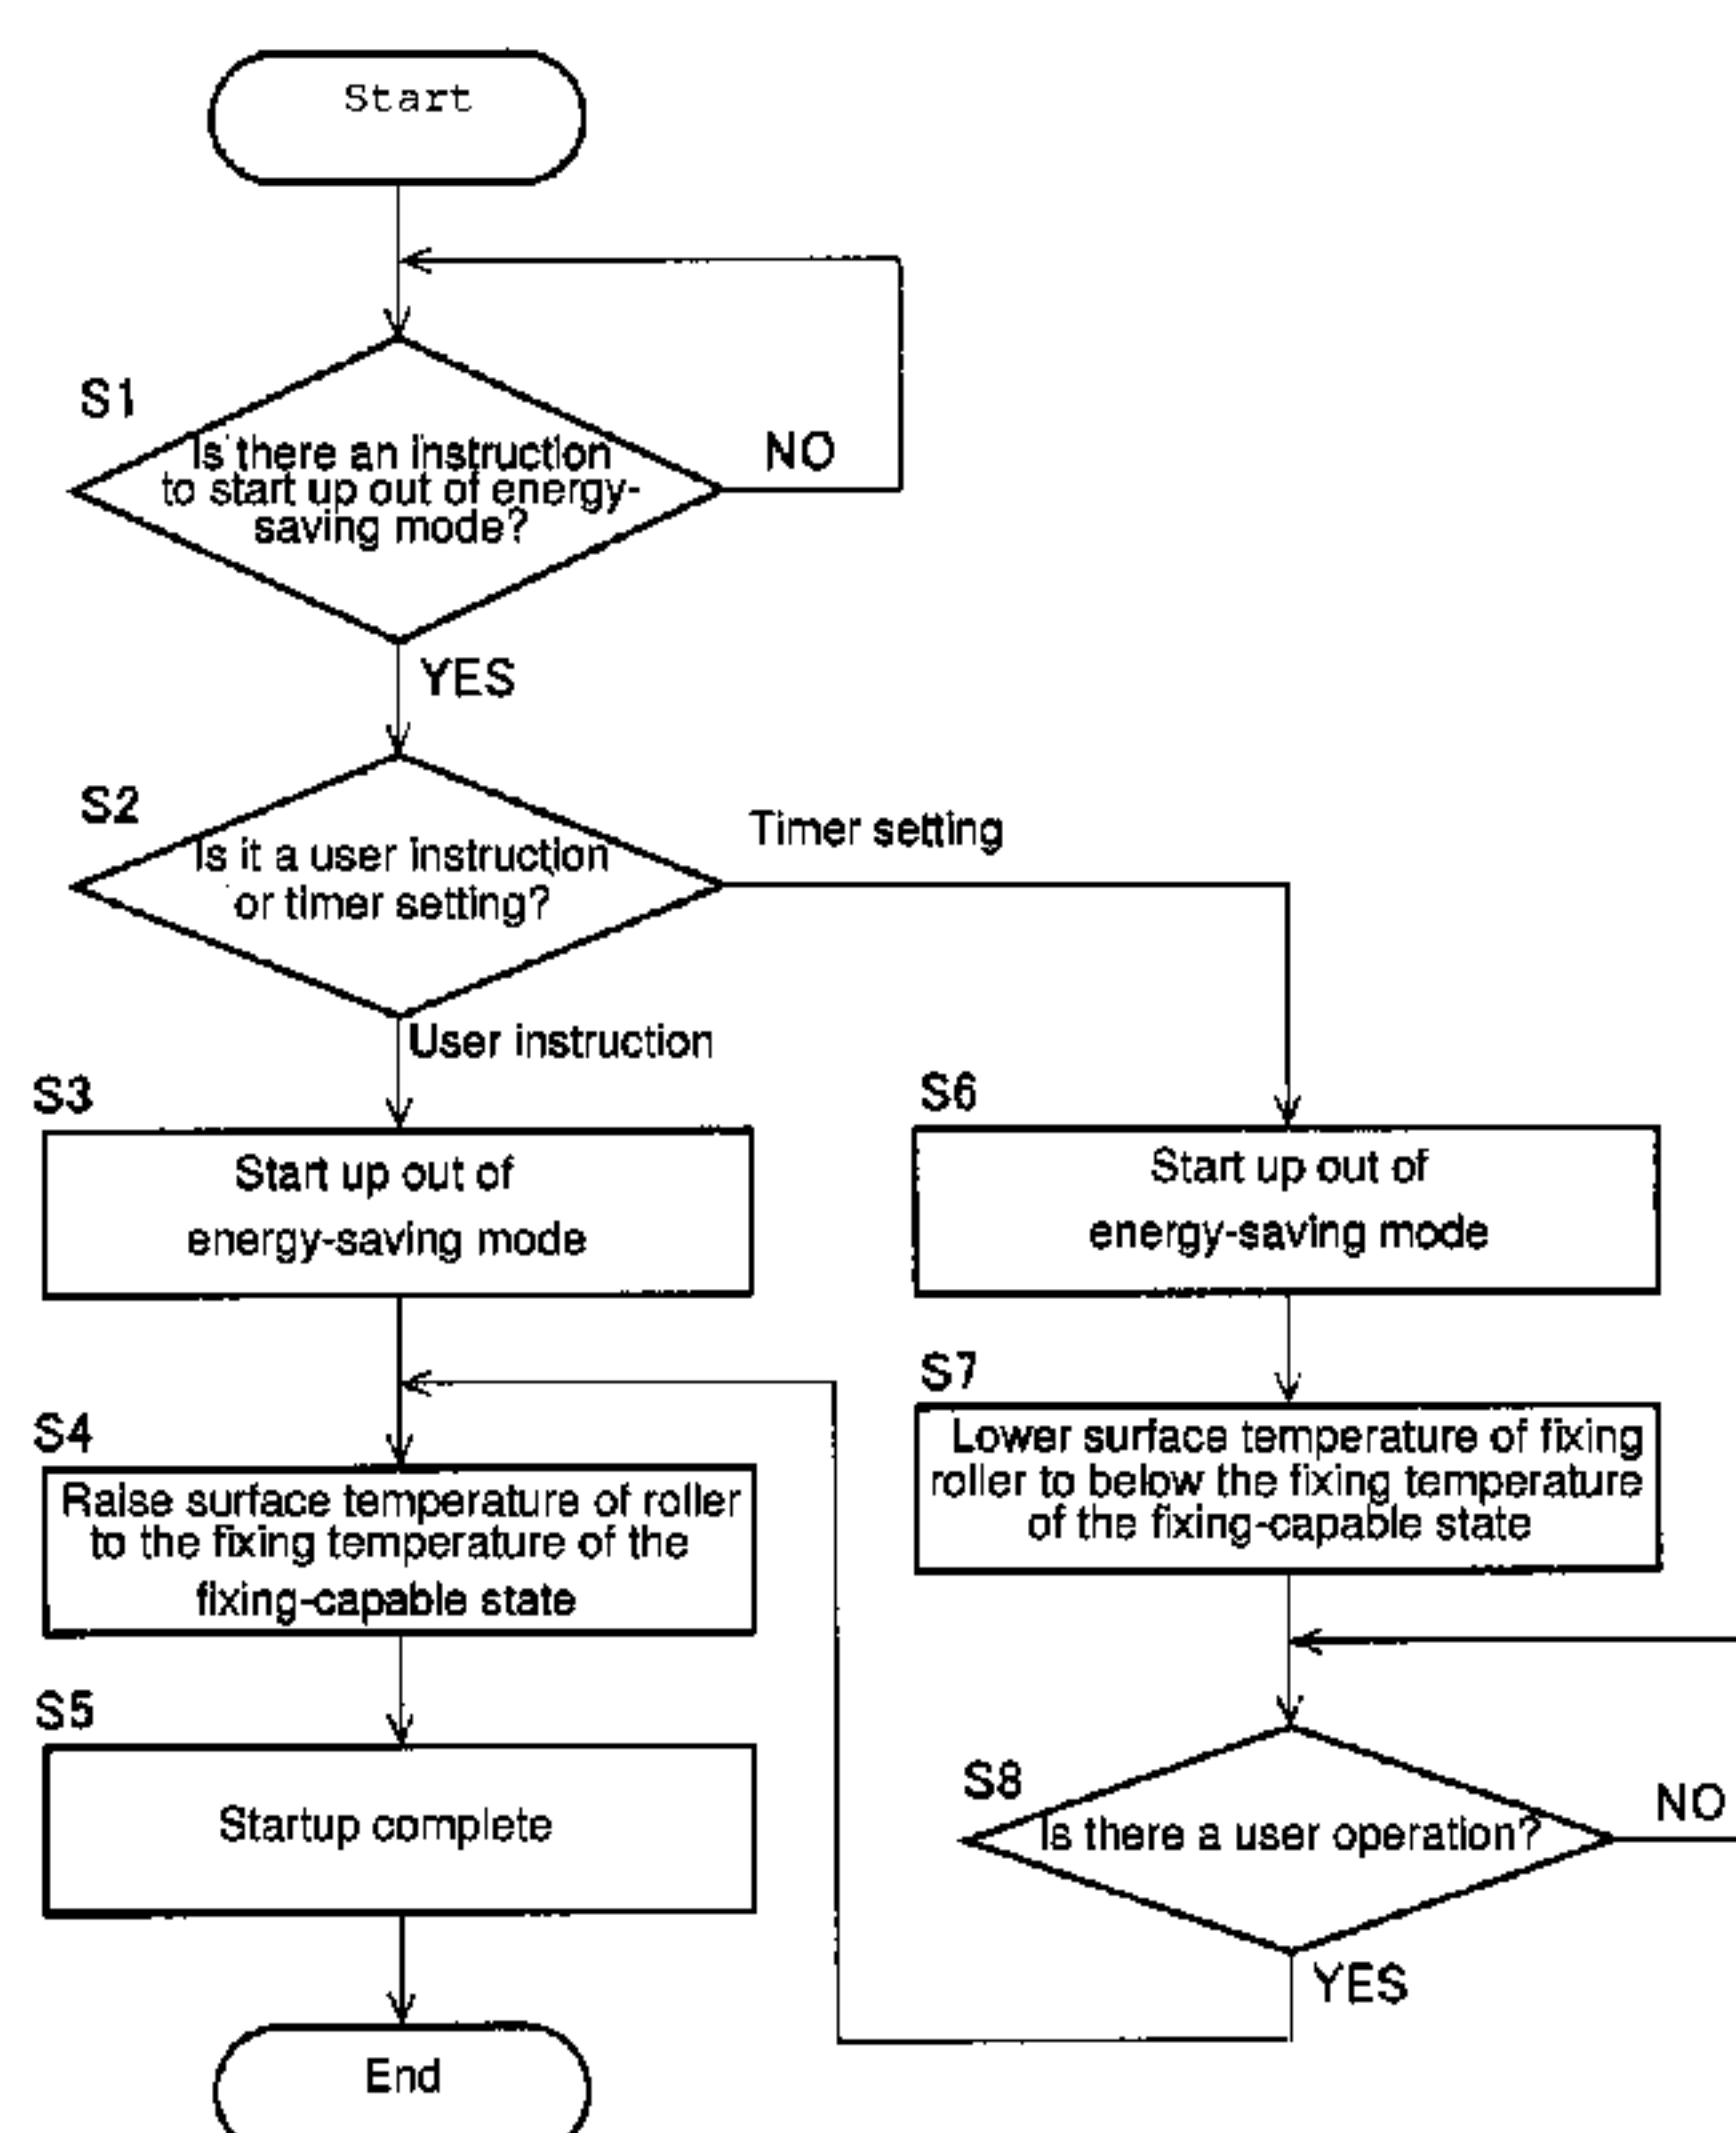 Start
S1
Is there an instruction
to start up out of energy-
saving mode?
NO
YES
S2
Is it a user instruction
or timer setting?
Timer setting
User instruction
S3
Start up out of
energy-saving mode
S4
Raise surface temperature of roller
to the fixing temperature of the
fixing-capable state
S5
Startup complete
End
S6
Start up out of
energy-saving mode
S7
Lower surface temperature of fixing
roller to below the fixing temperature
of the fixing-capable state
S8
Is there a user operation?
NO
YES